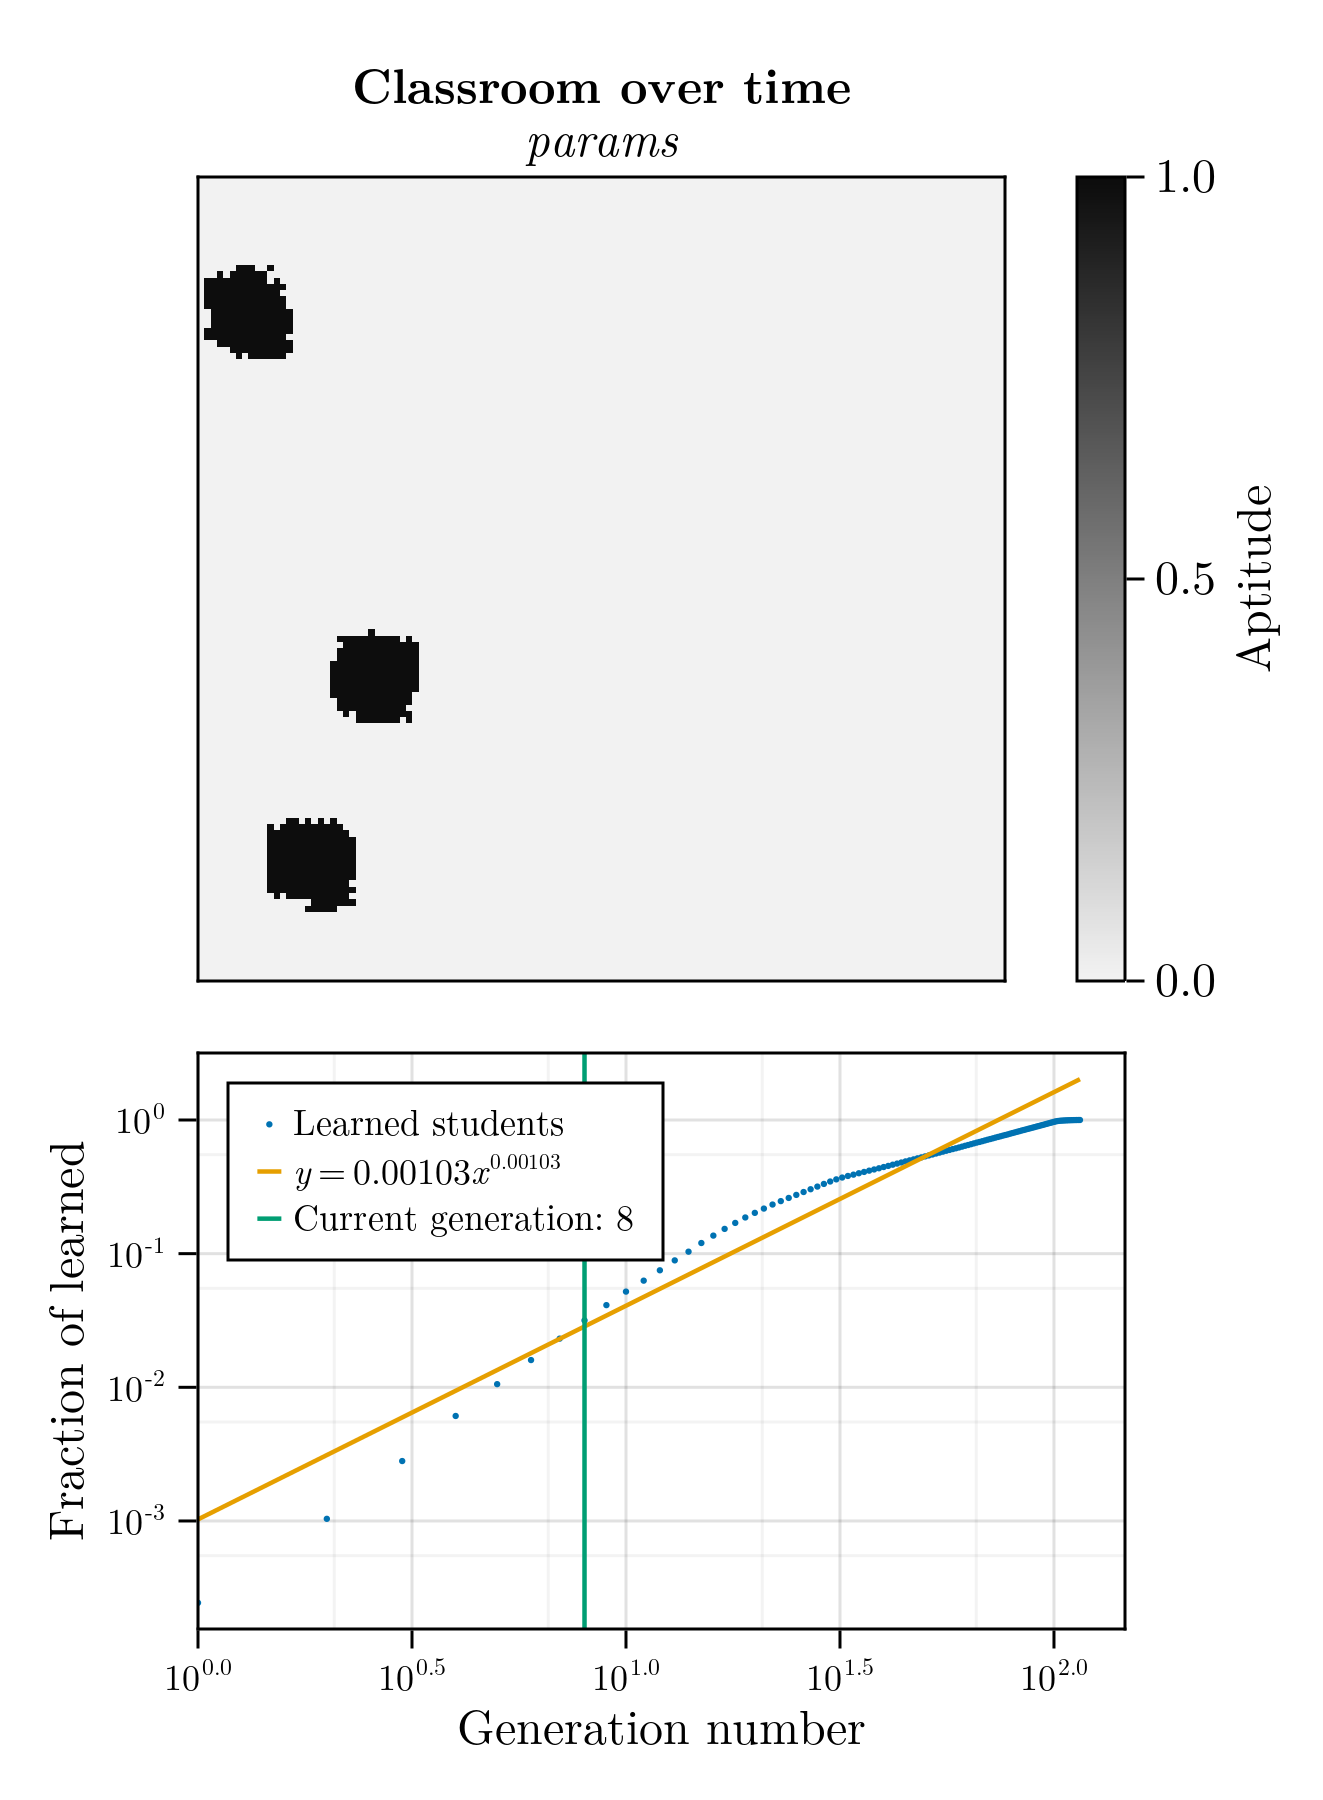 Classroom over time
params
1.0
0.5
0.0
Aptitude
Learned students
y = 0.00103x^0.00103
Current generation: 8
10^0
10^-1
10^-2
10^-3
Fraction of learned
10^0.0 10^0.5 10^1.0 10^1.5 10^2.0
Generation number